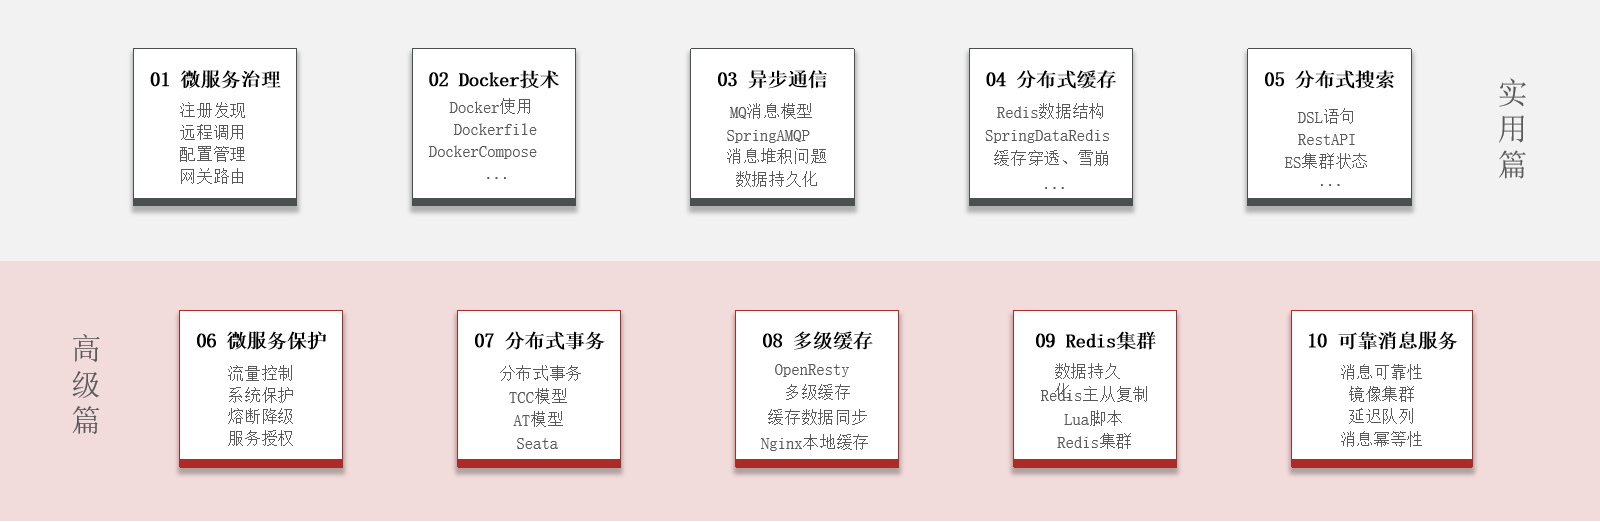 01 微服务治理
注册发现
远程调用
配置管理
网关路由
02 Docker技术
Docker使用
Dockerfile
DockerCompose
...
03 异步通信
MQ消息模型
SpringAMQP
消息堆积问题
数据持久化
04 分布式缓存
Redis数据结构
SpringDataRedis
缓存穿透、雪崩
...
05 分布式搜索
DSL语句
RestAPI
ES集群状态
...
实用篇
高级篇
06 微服务保护
流量控制
系统保护
熔断降级
服务授权
07 分布式事务
分布式事务
TCC模型
AT模型
Seata
08 多级缓存
OpenResty
多级缓存
缓存数据同步
Nginx本地缓存
09 Redis集群
数据持久
化
Redis主从复制
Lua脚本
Redis集群
10 可靠消息服务
消息可靠性
镜像集群
延迟队列
消息幂等性